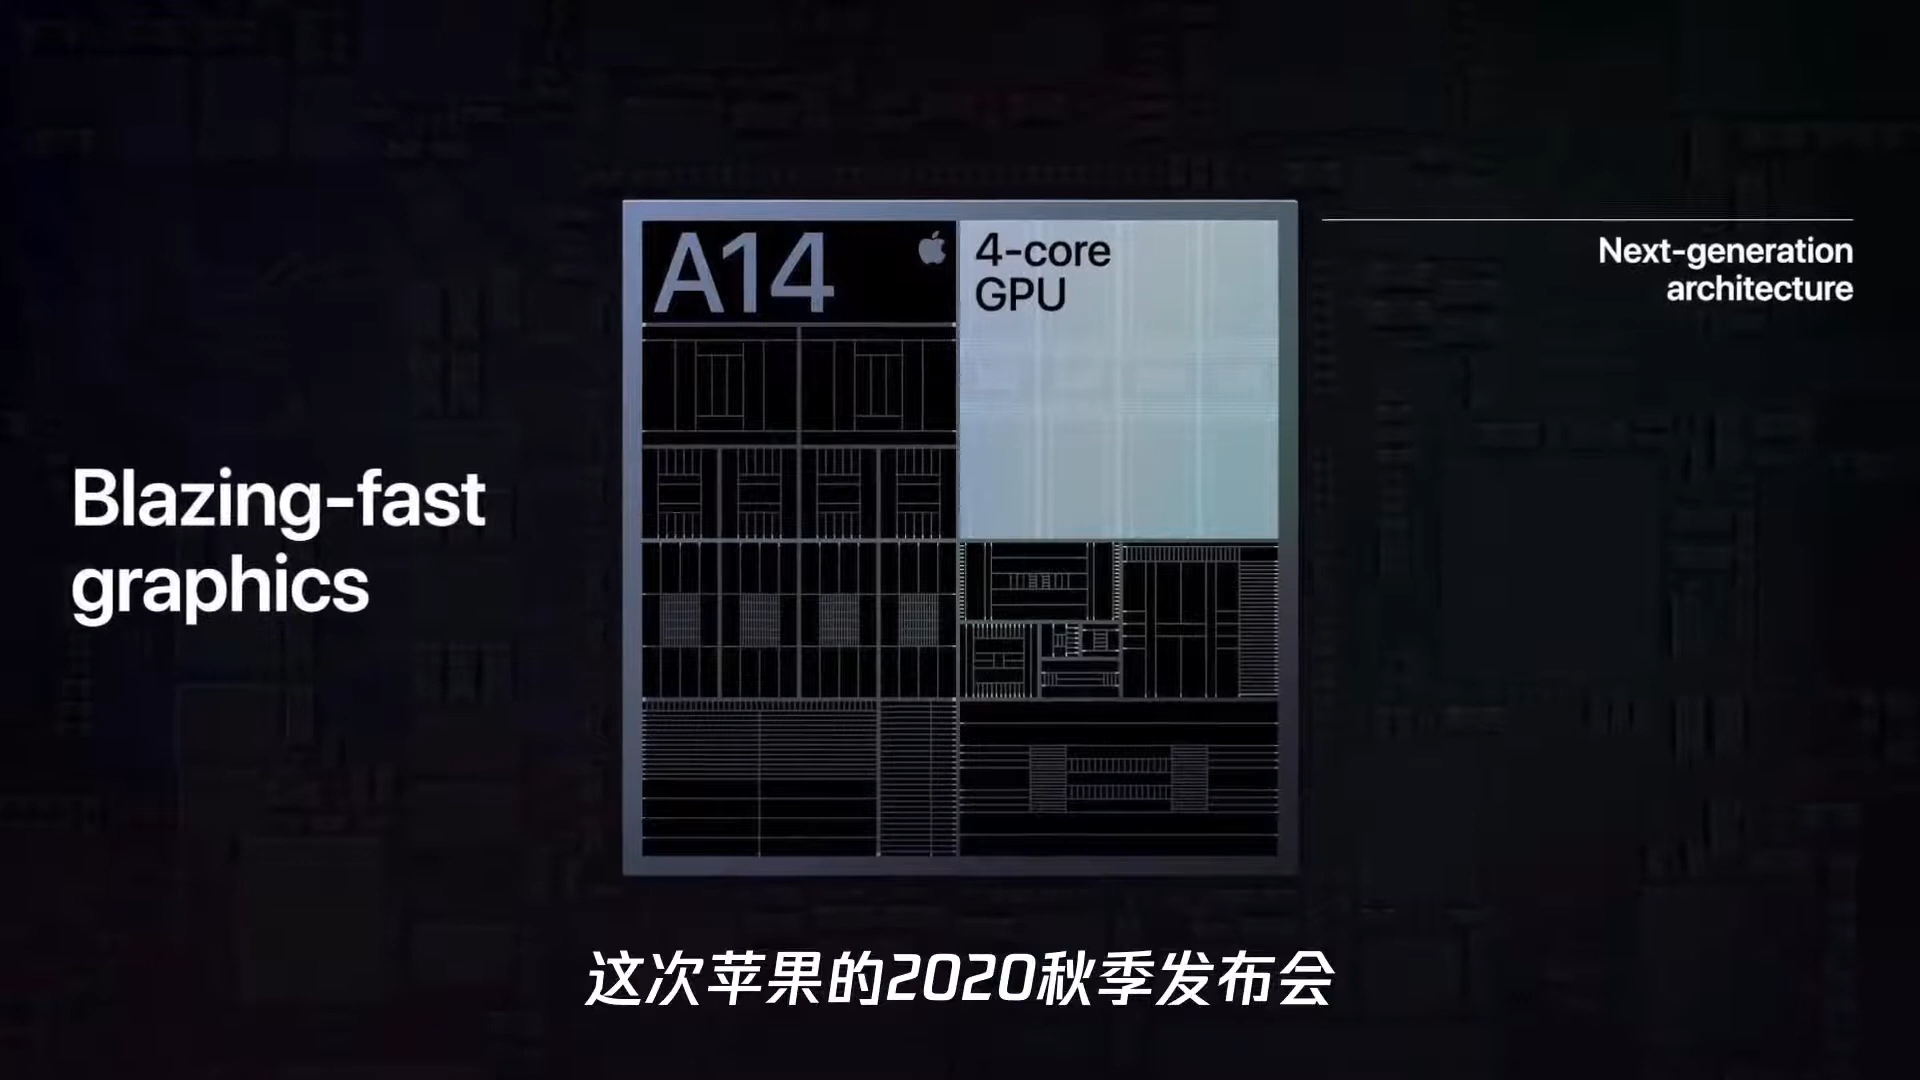 A14
4-core
GPU
Next-generation
architecture
Blazing-fast
graphics
这次苹果的2020秋季发布会